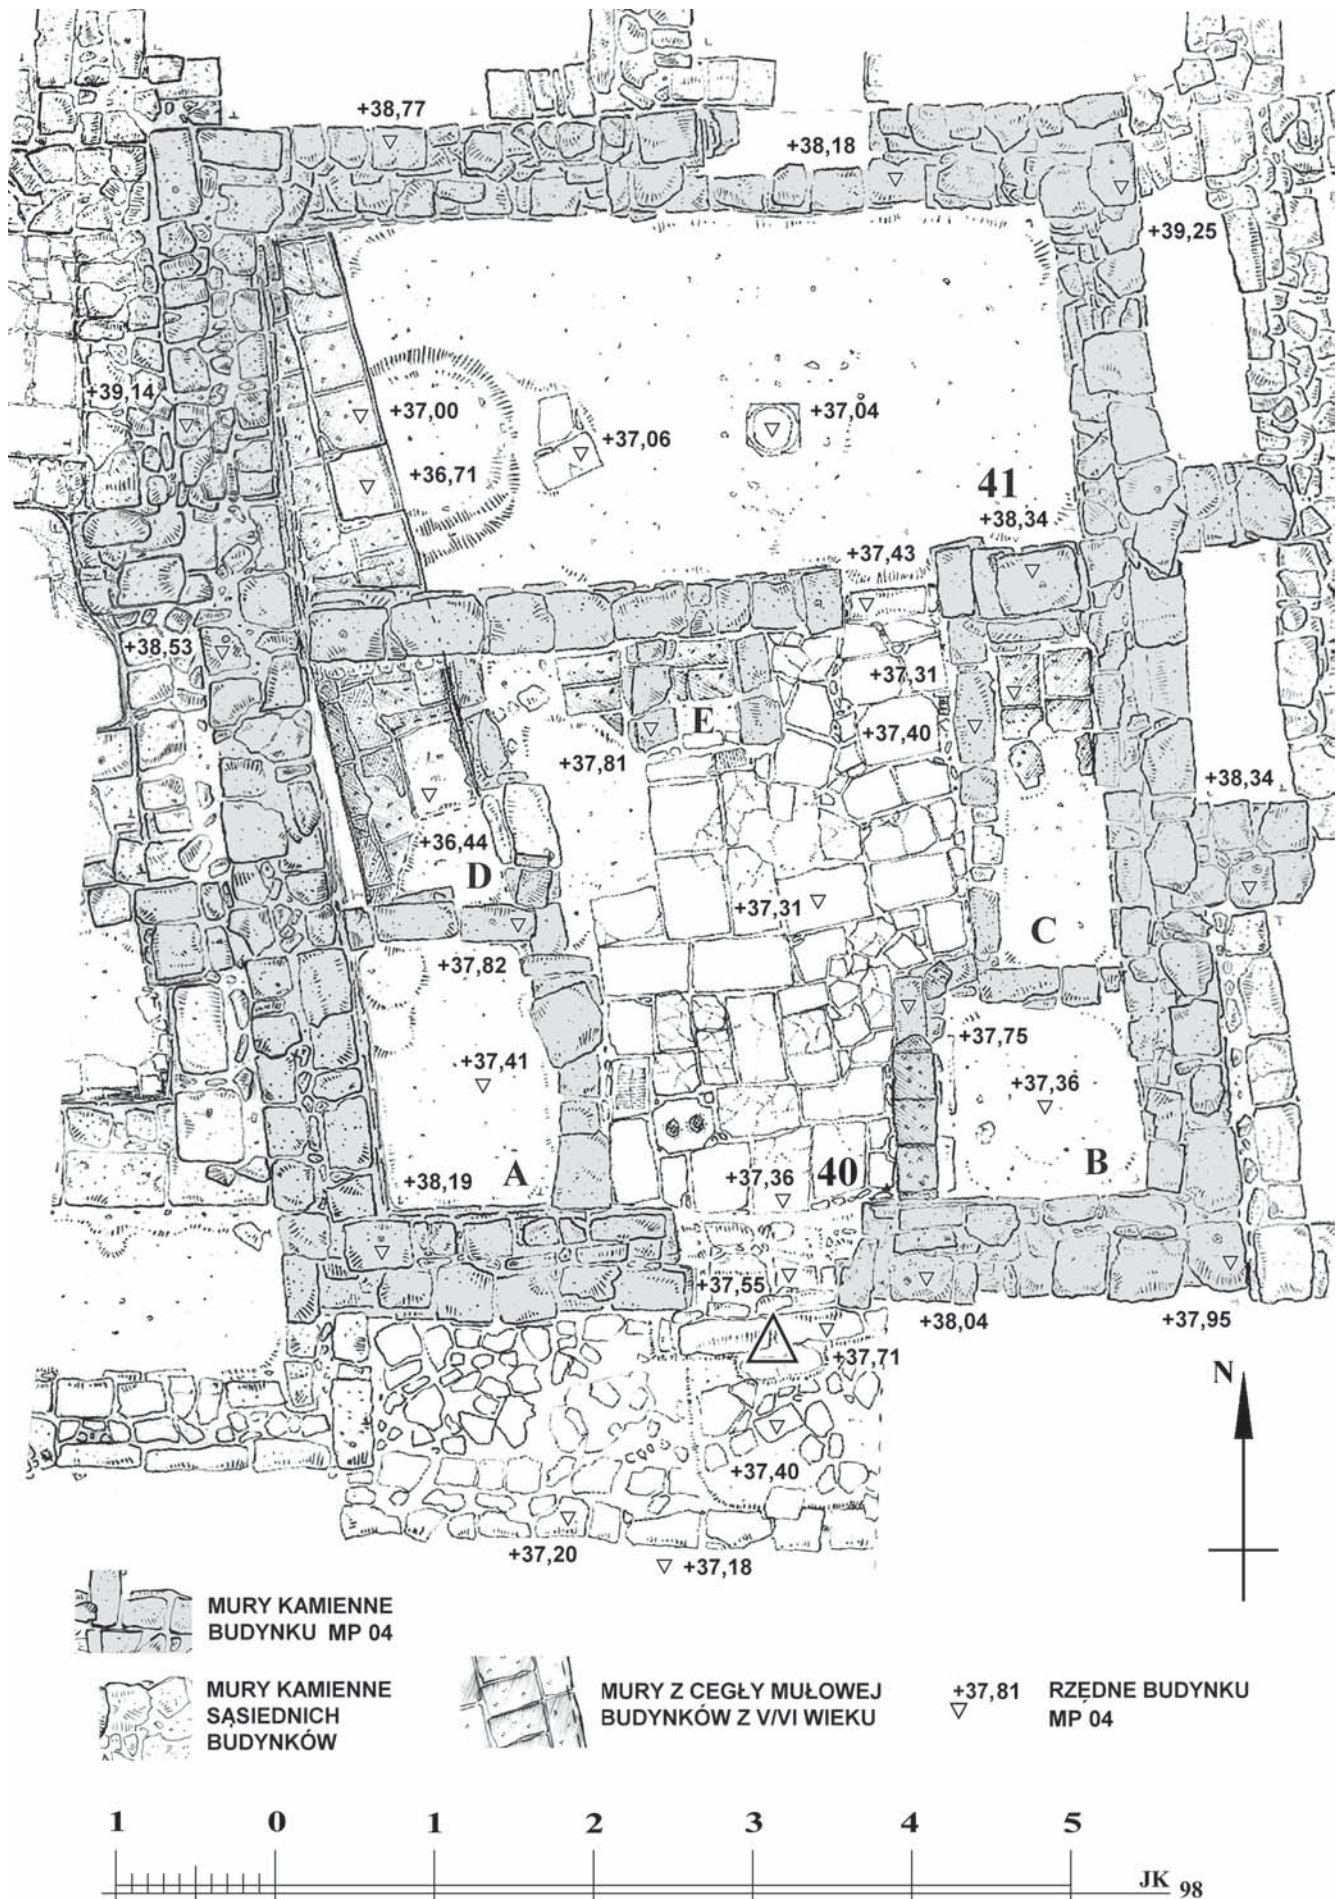 +38,77
+38,18
+39,25
+39,14
+37,00
+37,04
+37,06
+36,71
41
+38,34
+37,43
+38,53
+37,31
E
+37,40
+37,81
+38,34
+36,44
D
+37,31
C
+37,82
+37,75
+37,41
+37,36
A
+38,19
+37,36
40
B
+37,55
+38,04
+37,95
+37,71
N
+37,40
+37,20
+37,18
MURY KAMIENNE
BUDYNKU MP 04
MURY KAMIENNE
SĄSIEDNICH
BUDYNKÓW
MURY Z CEGŁY MUŁOWEJ
BUDYNKÓW Z V/VI WIEKU
+37,81
RZĘDNE BUDYNKU
MP 04
1 0 1 2 3 4 5
JK 98